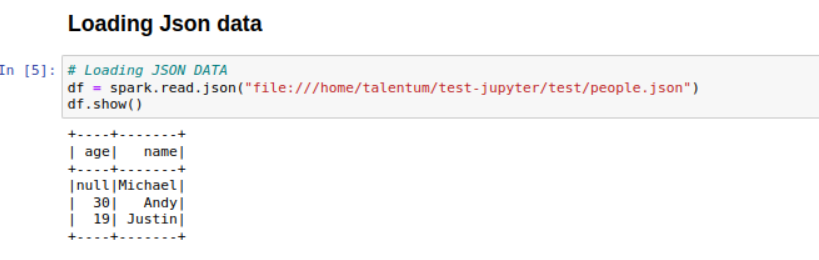 Loading Json data
In [5]: # Loading JSON DATA
df = spark.read.json("file:///home/talentum/test-jupyter/test/people.json")
df.show()
+----+-------+
| age|   name|
+----+-------+
|null|Michael|
|  30|   Andy|
|  19| Justin|
+----+-------+